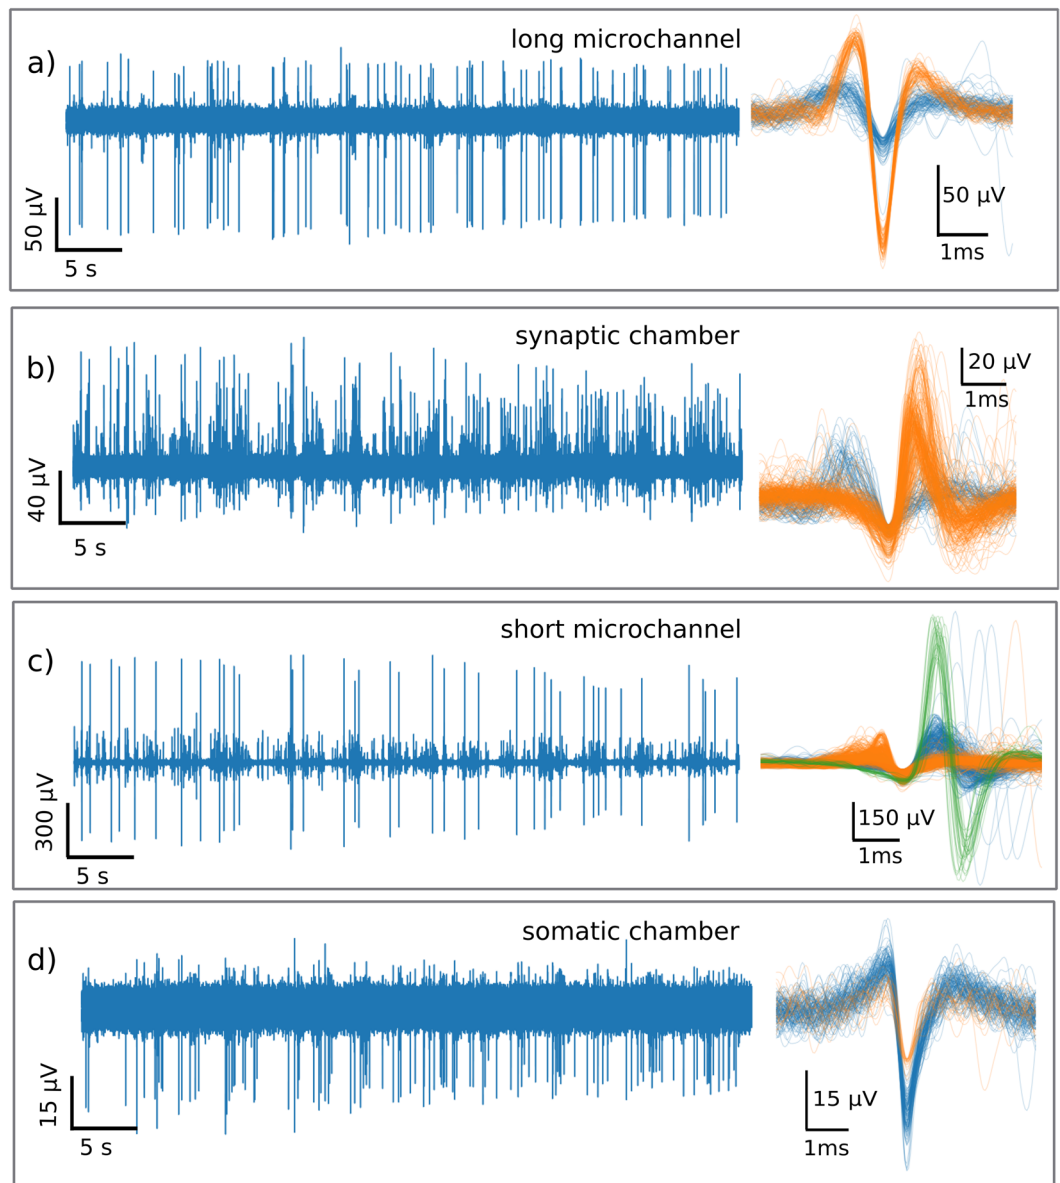 a)
long microchannel
50 µV
5 s
50 µV
1ms
b)
synaptic chamber
40 µV
5 s
20 µV
1ms
c)
short microchannel
300 µV
5 s
150 µV
1ms
d)
somatic chamber
15 µV
5 s
15 µV
1ms